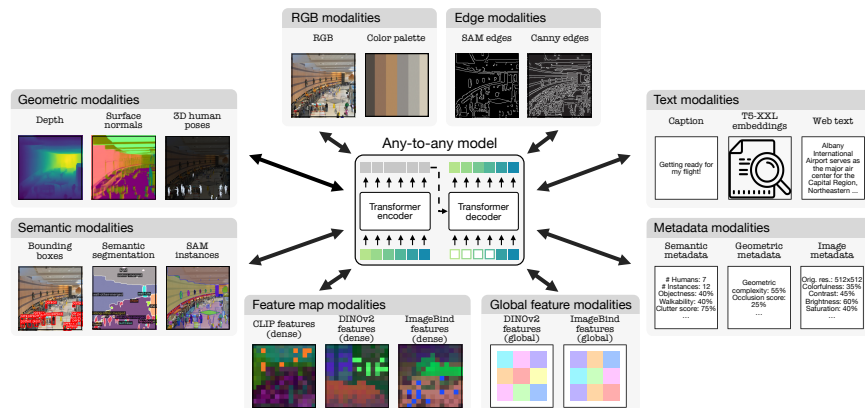 RGB modalities
RGB
Color palette
Edge modalities
SAM edges
Canny edges
Geometric modalities
Depth
Surface
normals
3D human
poses
Text modalities
Caption
T5-XXL
embeddings
Web text
Getting ready for
my flight!
Albany
International
Airport serves as
the major air
center for the
Capital Region,
Northeastern ...
Any-to-any model
Transformer
encoder
Transformer
decoder
Semantic modalities
Bounding
boxes
Semantic
segmentation
SAM
instances
Metadata modalities
Semantic
metadata
Geometric
metadata
Image
metadata
# Humans: 7
# Instances: 12
Objectness: 40%
Walkability: 40%
Clutter score: 75%
...
Geometric
complexity: 55%
Occlusion score:
25%
...
Orig. res.: 512x512
Colorfulness: 35%
Contrast: 45%
Brightness: 60%
Saturation: 40%
...
Feature map modalities
CLIP features
(dense)
DINOv2
features
(dense)
ImageBind
features
(dense)
Global feature modalities
DINOv2
features
(global)
ImageBind
features
(global)